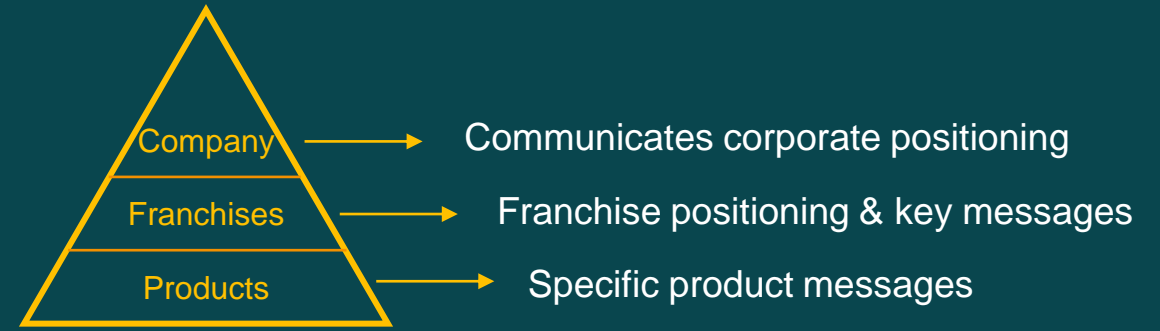 Company
Communicates corporate positioning
Franchises
Franchise positioning & key messages
Products
Specific product messages